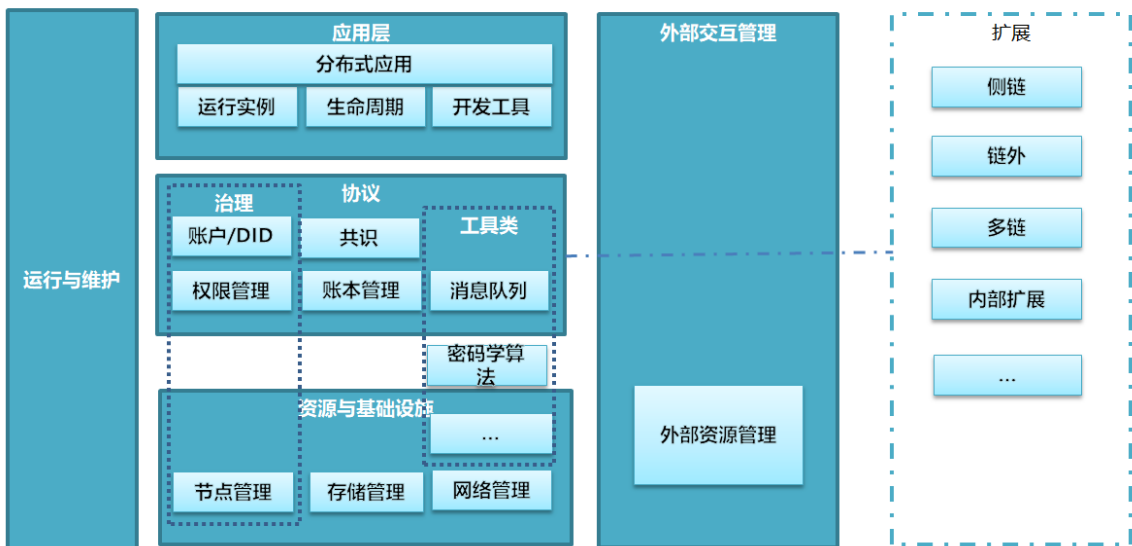 运行与维护
应用层
分布式应用
运行实例
生命周期
开发工具
协议
治理
账户/DID
共识
工具类
权限管理
账本管理
消息队列
密码学算
法
资源与基础设施
...
节点管理
存储管理
网络管理
外部交互管理
外部资源管理
扩展
侧链
链外
多链
内部扩展
...